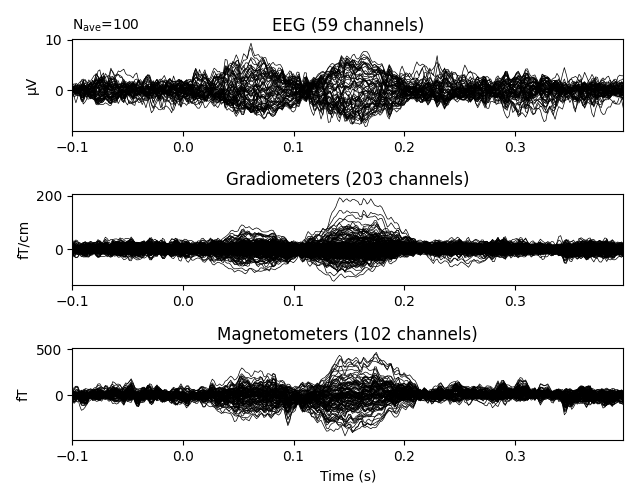 N_ave=100
EEG (59 channels)
10
0
µV
−0.1 0.0 0.1 0.2 0.3
Gradiometers (203 channels)
200
0
fT/cm
−0.1 0.0 0.1 0.2 0.3
Magnetometers (102 channels)
500
0
fT
−0.1 0.0 0.1 0.2 0.3
Time (s)